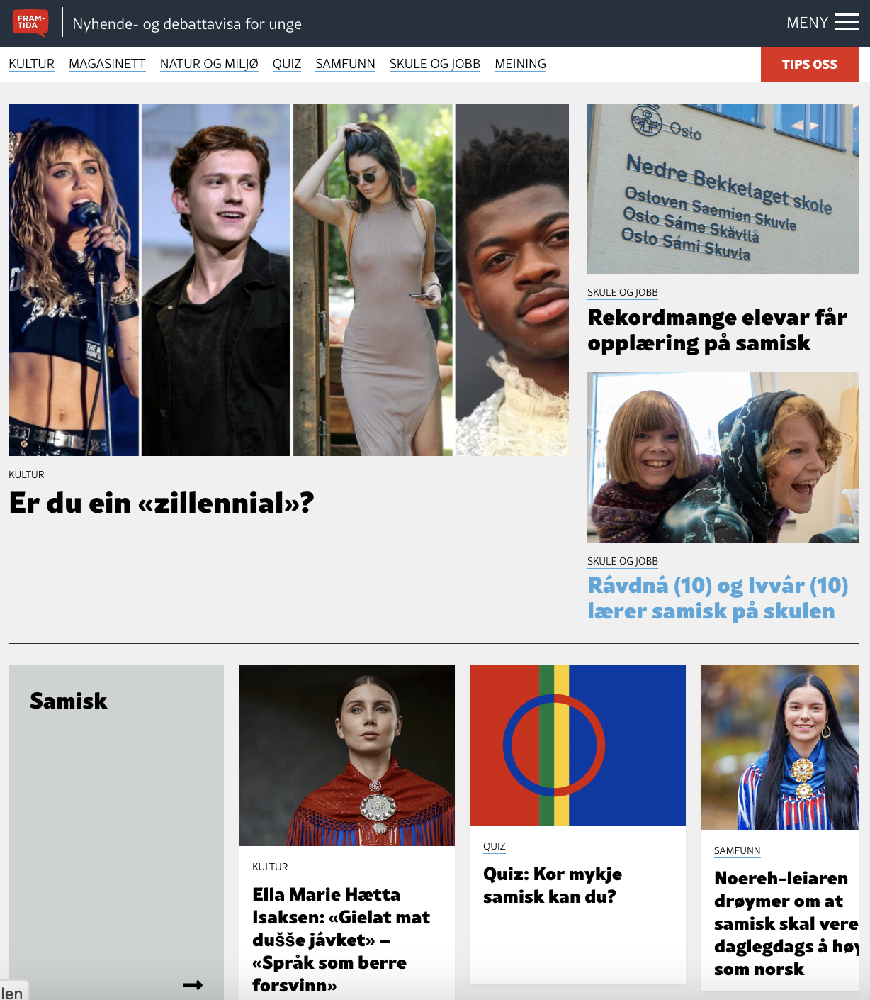 FRAM-
TIDA
Nyhende- og debattavisa for unge
MENY
KULTUR MAGASINETT NATUR OG MILJØ QUIZ SAMFUNN SKULE OG JOBB MEINING
TIPS OSS
KULTUR
Er du ein «zillennial»?
Oslo
Nedre Bekkelaget skole
Osloven Saemien Skuvle
Oslo Sáme Skåvllå
Oslo Sámi Skuvla
SKULE OG JOBB
Rekordmange elevar får
opplæring på samisk
SKULE OG JOBB
Rávdná (10) og Ivvár (10)
lærer samisk på skulen
Samisk
KULTUR
Ella Marie Hætta
Isaksen: «Gielat mat
dušše jávket» –
«Språk som berre
forsvinn»
QUIZ
Quiz: Kor mykje
samisk kan du?
SAMFUNN
Noereh-leiaren
drøymer om at
samisk skal vere
daglegdags å høy
som norsk
len